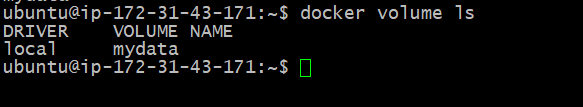 mydata
ubuntu@ip-172-31-43-171:~$ docker volume ls
DRIVER    VOLUME NAME
local     mydata
ubuntu@ip-172-31-43-171:~$